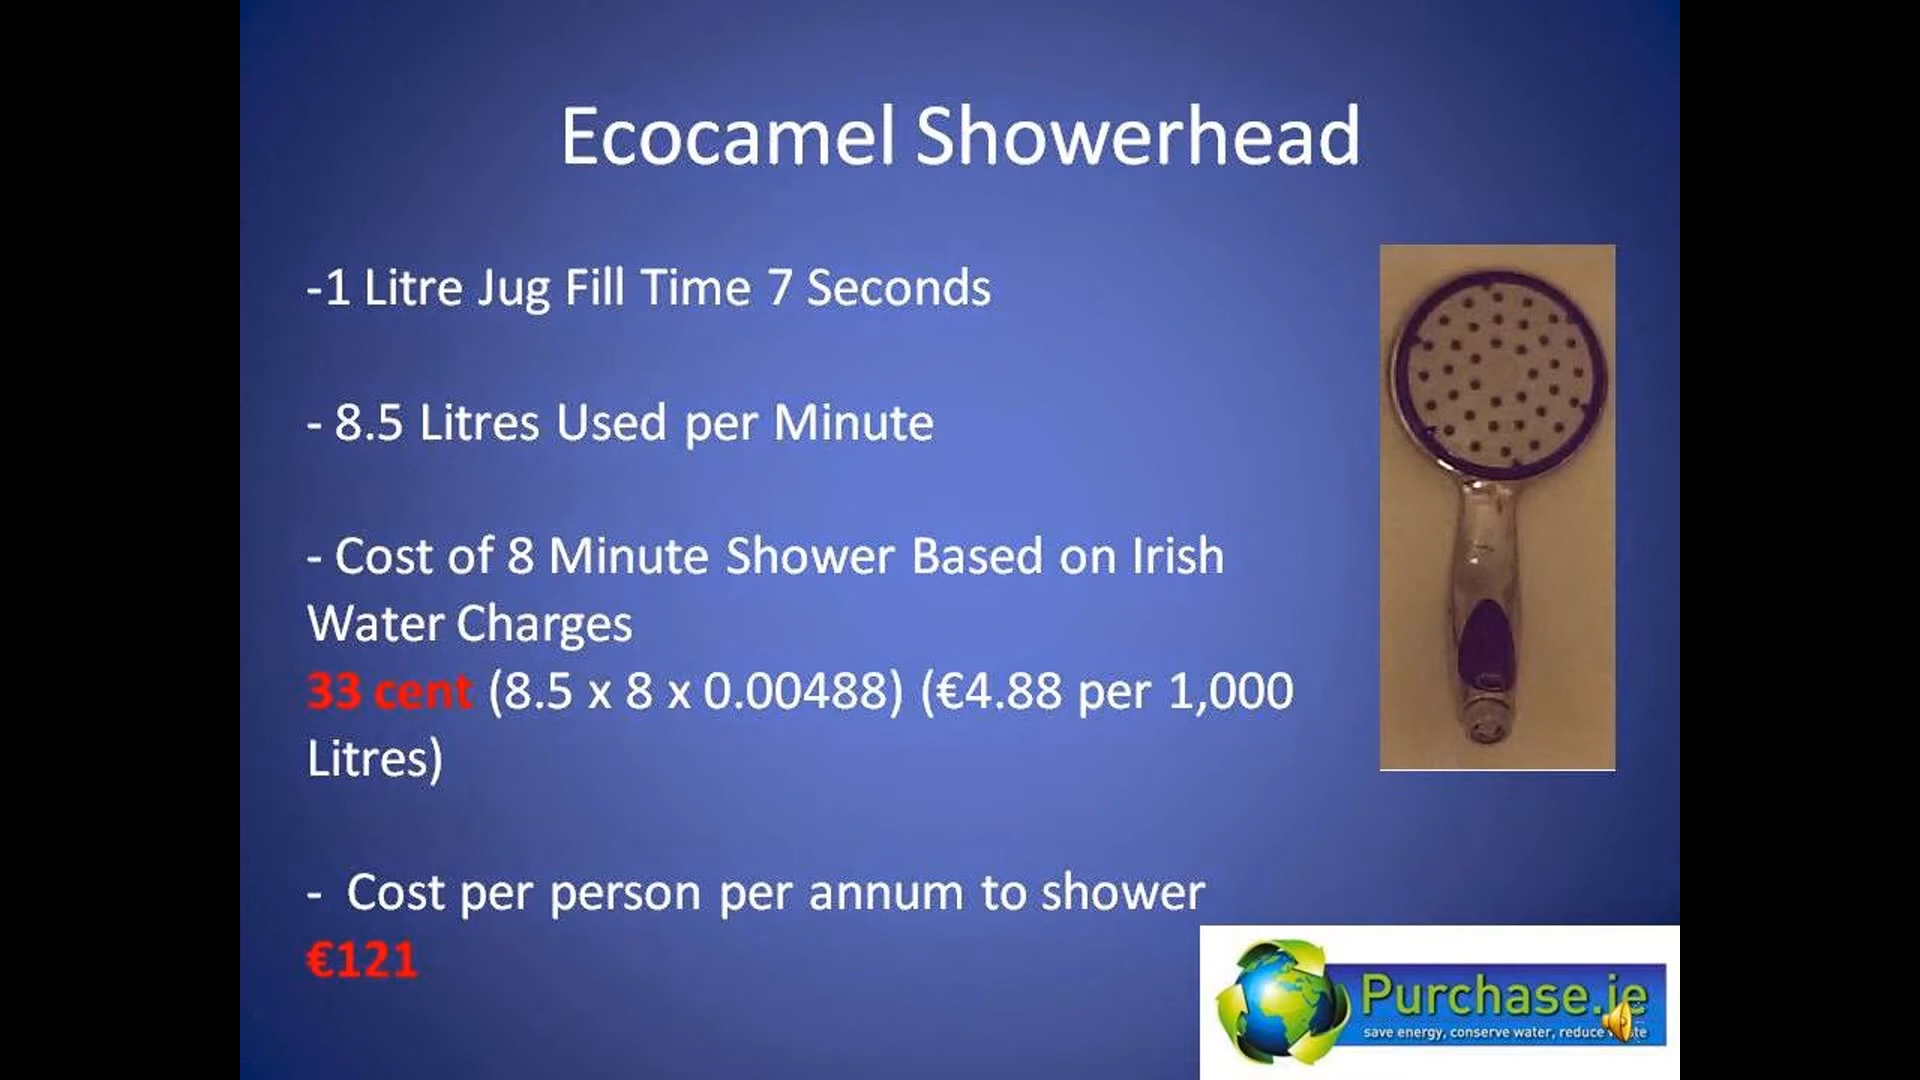 Ecocamel Showerhead
-1 Litre Jug Fill Time 7 Seconds
- 8.5 Litres Used per Minute
- Cost of 8 Minute Shower Based on Irish
Water Charges
33 cent (8.5 x 8 x 0.00488) (€4.88 per 1,000
Litres)
- Cost per person per annum to shower
€121
Purchase.ie
save energy, conserve water, reduce